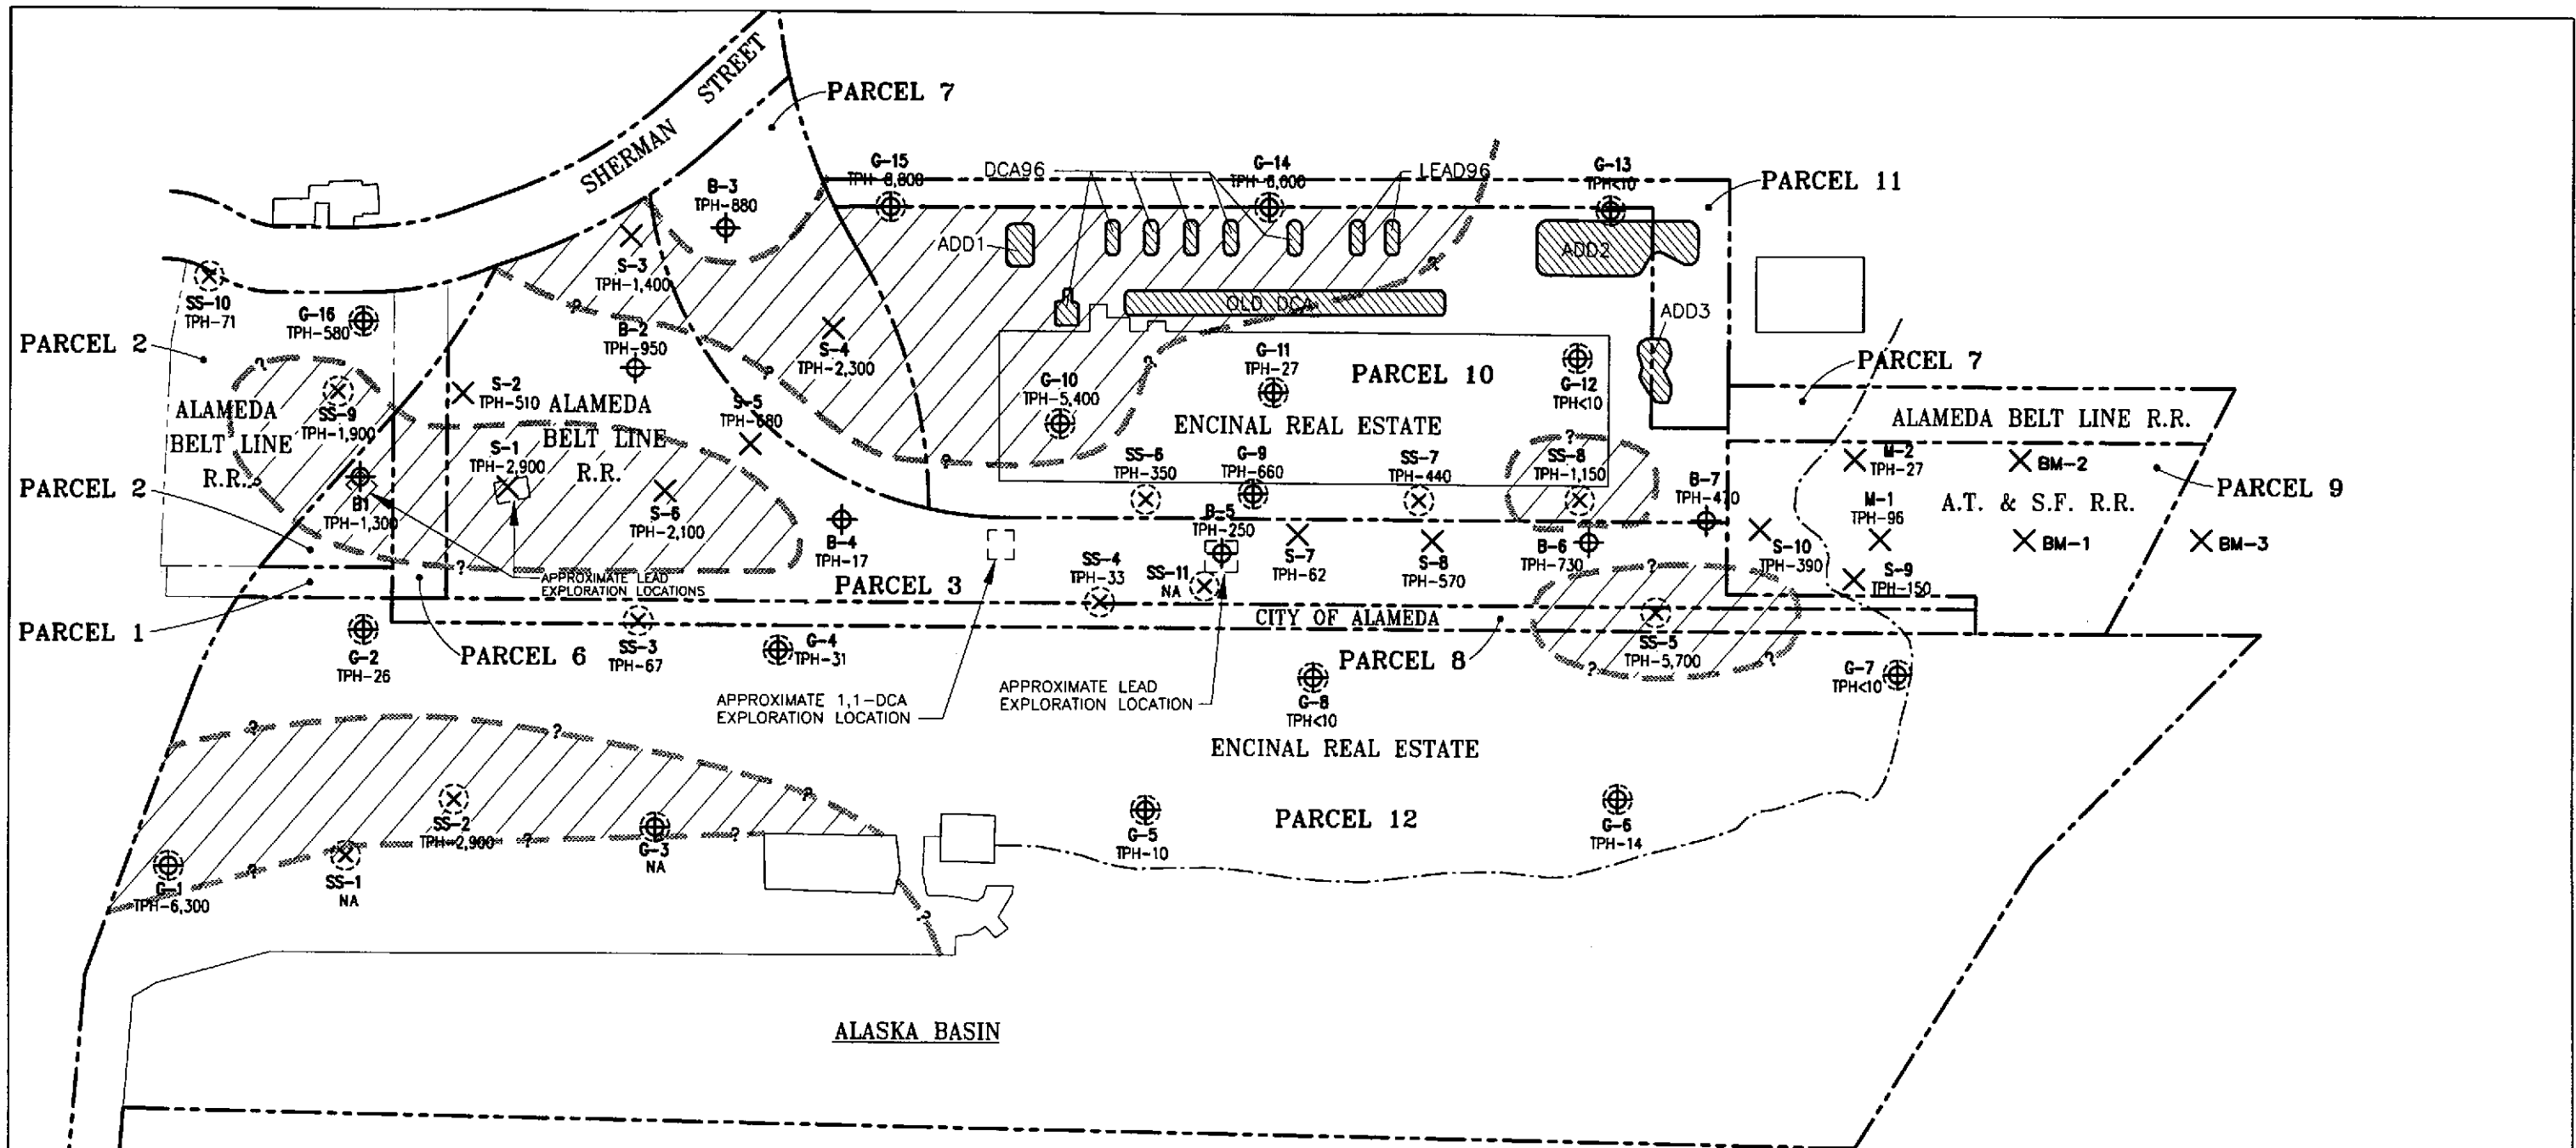 SHERMAN STREET
PARCEL 7
G-15
TPH-8,800
DCA96
G-14
TPH-6,000
LEAD96
G-13
TPH<10
PARCEL 11
B-3
TPH-880
ADD1
ADD2
S-3
TPH-1,400
SS-10
TPH-71
G-16
TPH-580
OLD DCA
ADD3
PARCEL 2
B-2
TPH-950
S-4
TPH-2,300
?
?
?
?
G-11
TPH-27
PARCEL 10
G-12
TPH<10
PARCEL 7
G-10
TPH-5,400
?
?
S-2
TPH-510
SS-9
TPH-1,900
ALAMEDA
BELT LINE
R.R.
ALAMEDA
BELT LINE
R.R.
S-5
TPH-680
ENCINAL REAL ESTATE
ALAMEDA BELT LINE R.R.
S-1
TPH-2,900
?
?
SS-6
TPH-350
G-9
TPH-660
SS-7
TPH-440
?
SS-8
TPH-1,150
M-2
TPH-27
BM-2
PARCEL 2
B1
TPH-1,300
S-6
TPH-2,100
B-7
TPH-470
PARCEL 9
M-1
TPH-96
A.T. & S.F. R.R.
B-4
TPH-17
B-5
TPH-250
S-7
TPH-62
S-8
TPH-570
B-6
TPH-730
S-10
TPH-390
BM-1
BM-3
?
?
APPROXIMATE LEAD
EXPLORATION LOCATIONS
PARCEL 3
SS-4
TPH-33
SS-11
NA
?
S-9
TPH-150
PARCEL 1
CITY OF ALAMEDA
G-2
TPH-26
PARCEL 6
SS-3
TPH-67
G-4
TPH-31
PARCEL 8
SS-5
TPH-5,700
?
?
G-7
TPH<10
APPROXIMATE 1,1-DCA
EXPLORATION LOCATION
APPROXIMATE LEAD
EXPLORATION LOCATION
G-8
TPH<10
?
?
?
ENCINAL REAL ESTATE
SS-2
TPH-2,900
?
?
?
G-3
NA
G-5
TPH-10
PARCEL 12
G-6
TPH-14
G-1
TPH-6,300
SS-1
NA
?
ALASKA BASIN